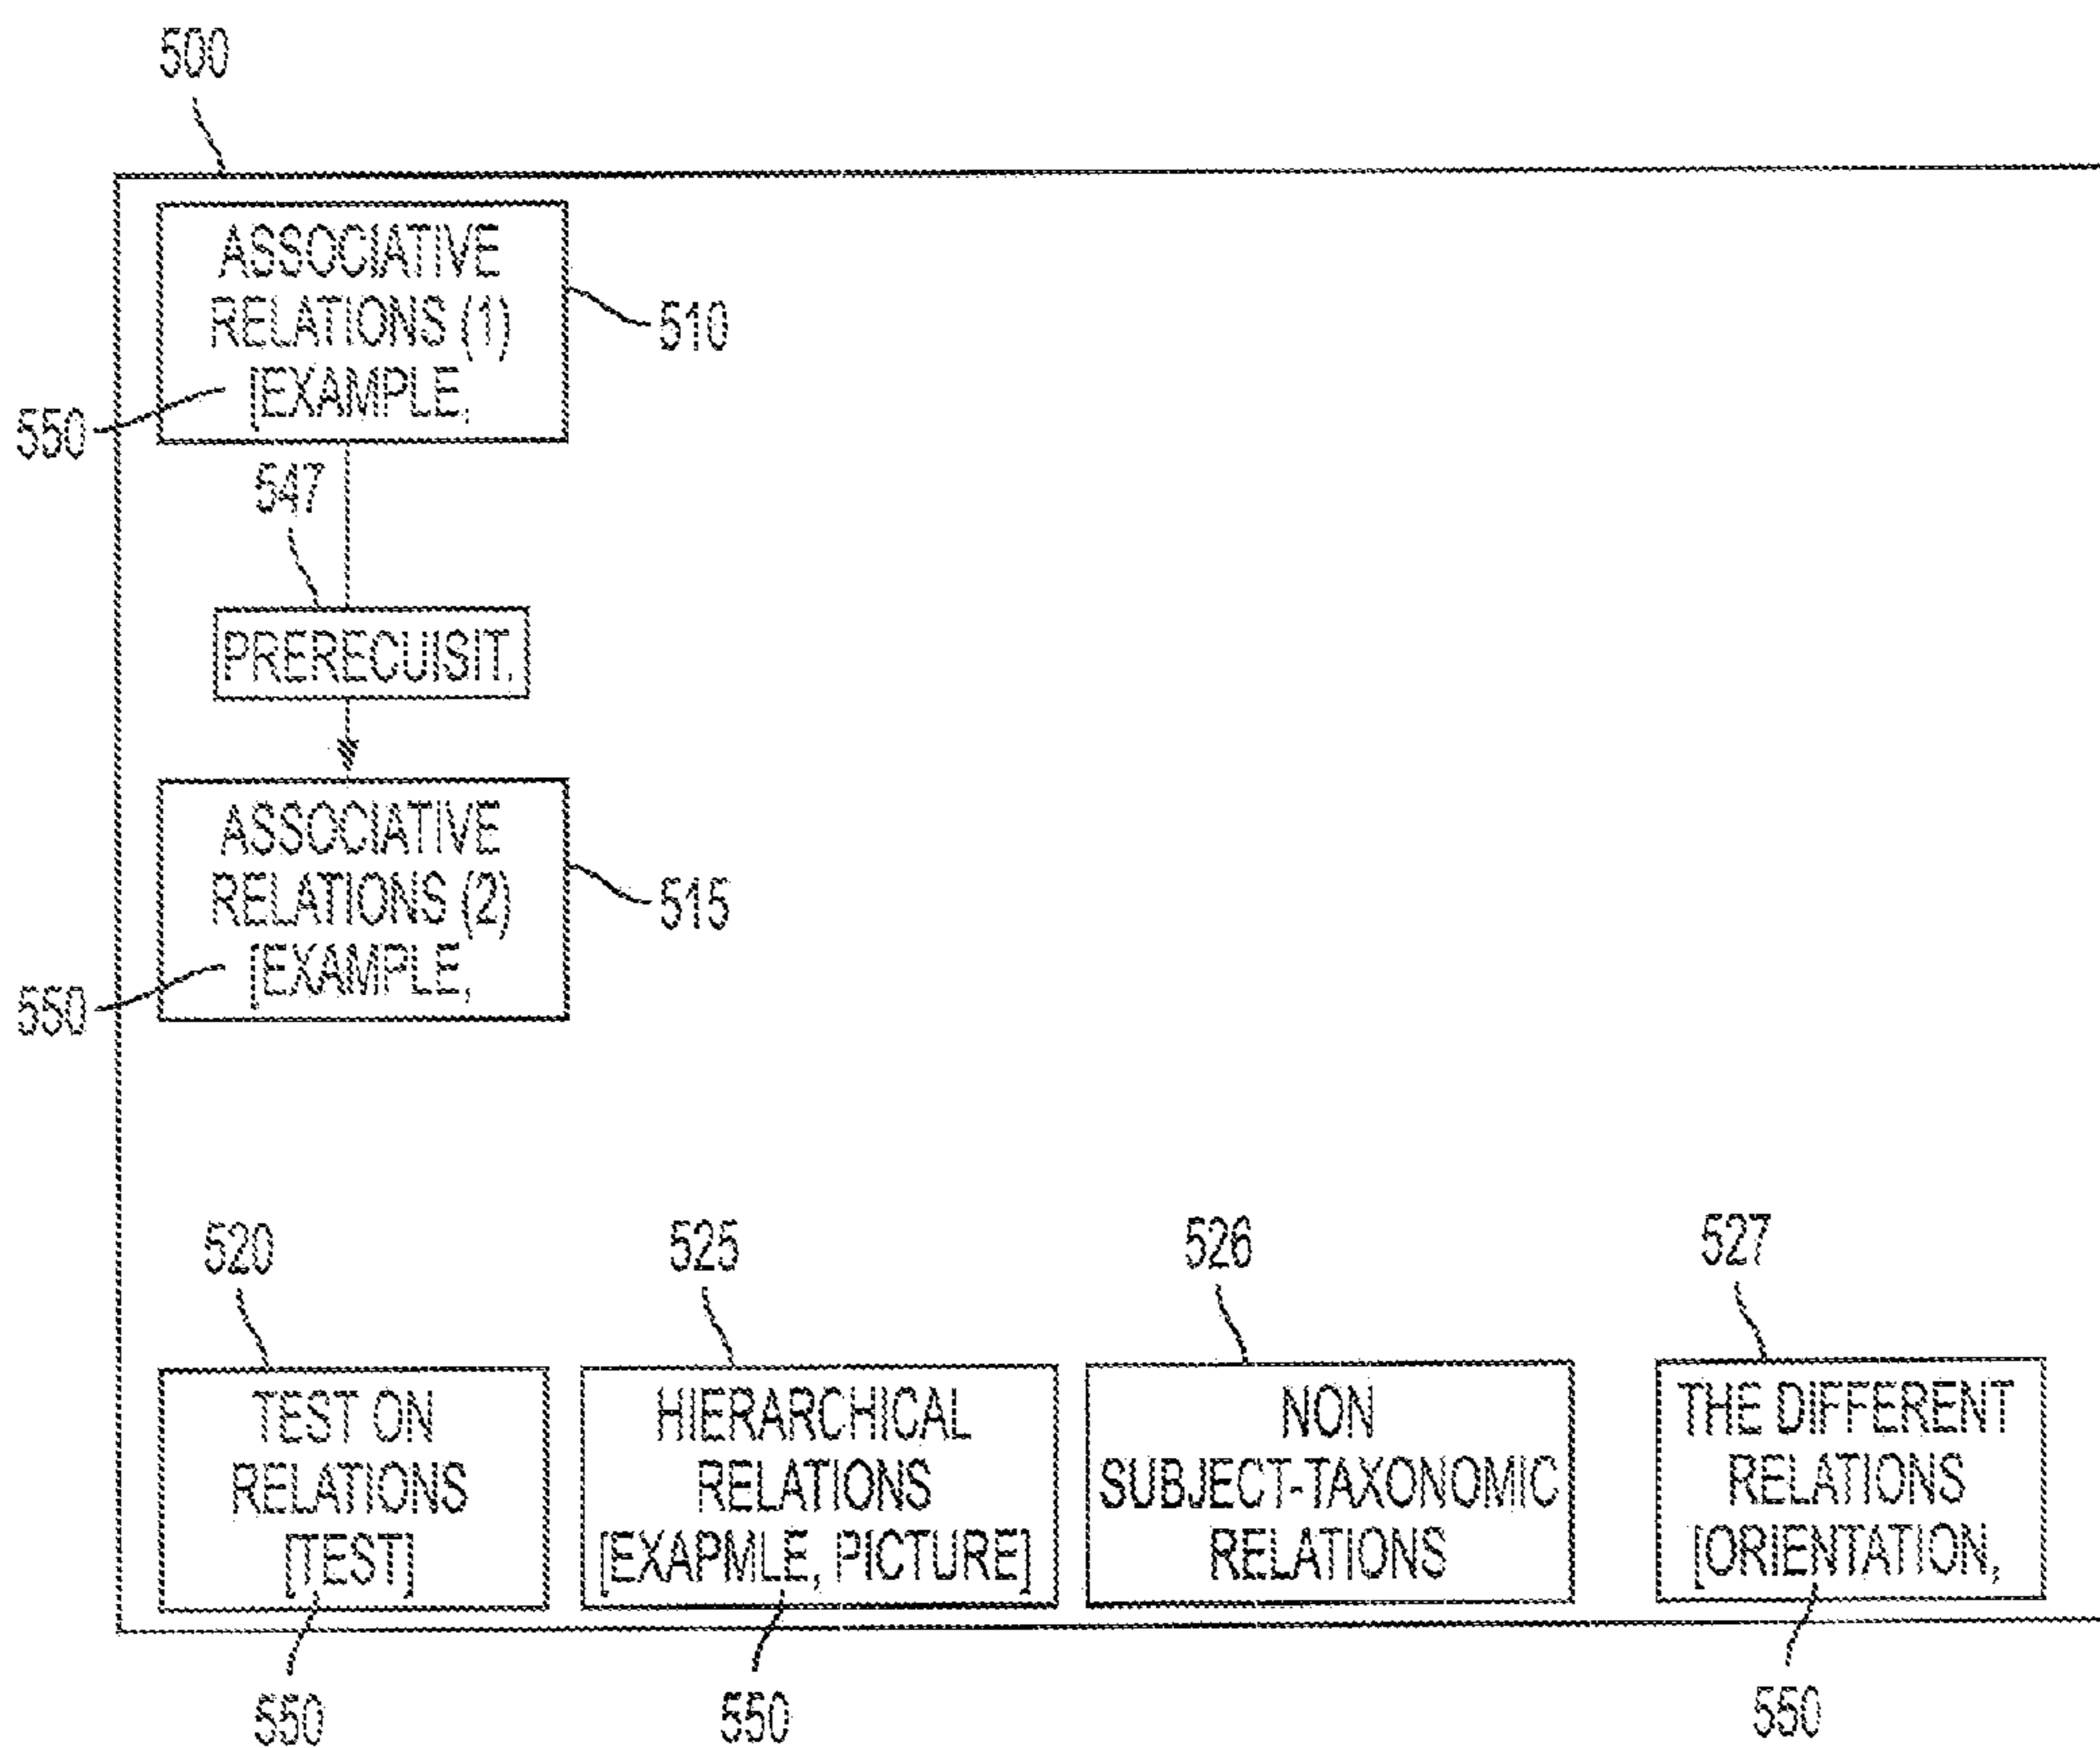 500
ASSOCIATIVE
RELATIONS (1)
[EXAMPLE,
510
550
547
PRERECUISIT.
ASSOCIATIVE
RELATIONS (2)
[EXAMPLE,
515
550
520
TEST ON
RELATIONS
[TEST]
550
525
HIERARCHICAL
RELATIONS
[EXAPMLE, PICTURE]
550
526
NON
SUBJECT-TAXONOMIC
RELATIONS
527
THE DIFFERENT
RELATIONS
[ORIENTATION,
550